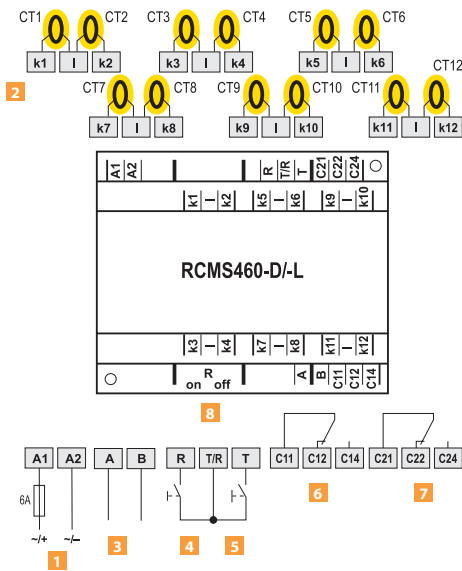 CT1 CT2 CT3 CT4 CT5 CT6
k1 l k2 k3 l k4 k5 l k6
2
CT7 CT8 CT9 CT10 CT11 CT12
k7 l k8 k9 l k10 k11 l k12
A1 A2 R T/R T C21 C22 C24
k1 l k2 k5 l k6 k9 l k10
RCMS460-D/-L
k3 l k4 k7 l k8 k11 l k12
R A B C11 C12 C14
on off
8
A1 A2 A B R T/R T C11 C12 C14 C21 C22 C24
6A
6 7
~/+ ~/– 3 4 5
1